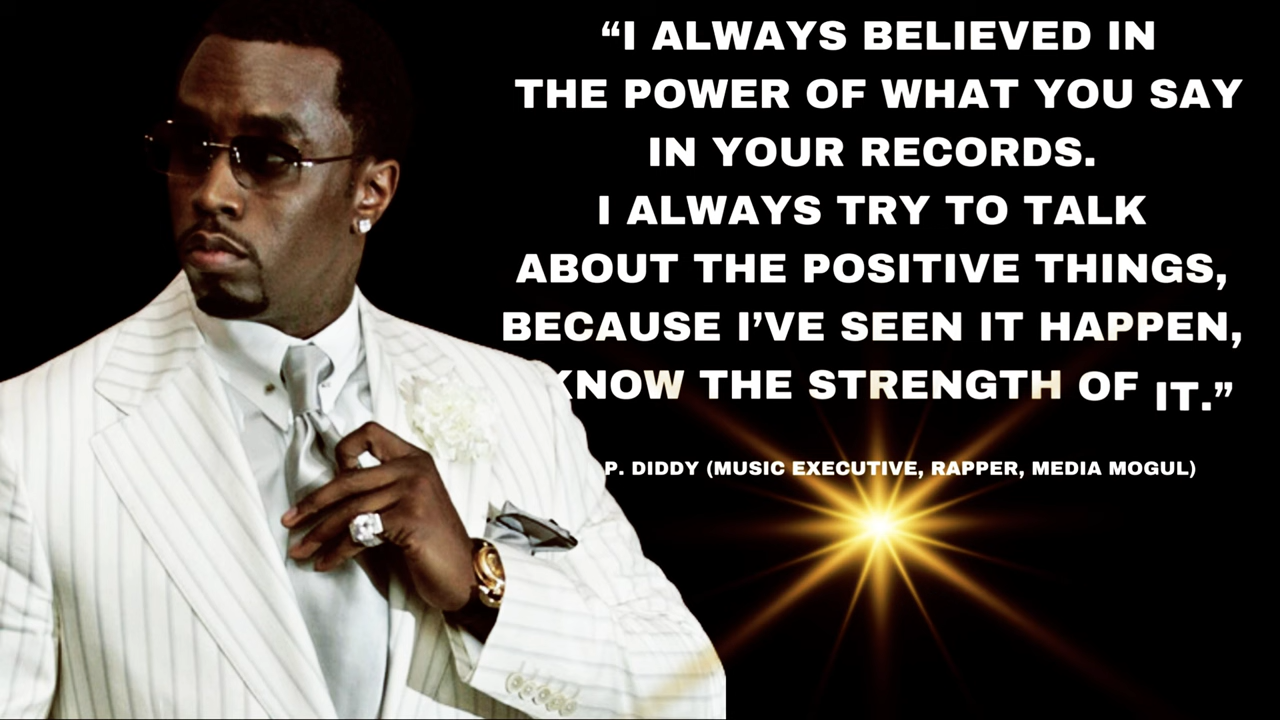 “I ALWAYS BELIEVED IN
THE POWER OF WHAT YOU SAY
IN YOUR RECORDS.
I ALWAYS TRY TO TALK
ABOUT THE POSITIVE THINGS,
BECAUSE I’VE SEEN IT HAPPEN,
KNOW THE STRENGTH OF IT.”
P. DIDDY (MUSIC EXECUTIVE, RAPPER, MEDIA MOGUL)